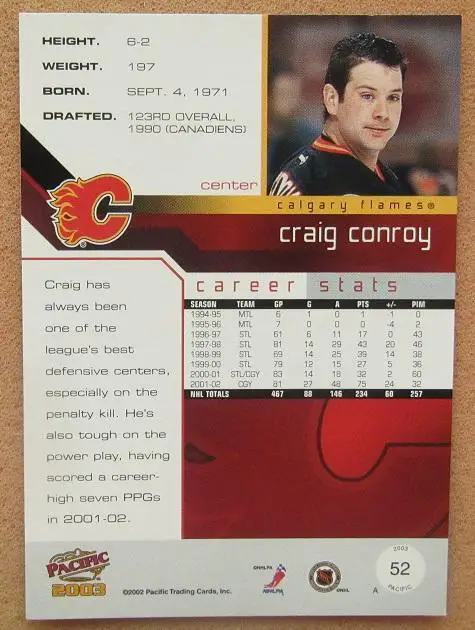 HEIGHT. 6-2
WEIGHT. 197
BORN. SEPT. 4, 1971
DRAFTED. 123RD OVERALL,
1990 (CANADIENS)
center
C
calgary flames®
craig conroy
Craig has
always been
one of the
league's best
defensive centers,
especially on the
penalty kill. He's
also tough on the
power play, having
scored a career-
high seven PPGs
in 2001-02.
career stats
SEASON TEAM GP G A PTS +/- PIM
1994-95 MTL 6 1 0 1 -1 0
1995-96 MTL 7 0 0 0 -4 2
1996-97 STL 61 6 11 17 0 43
1997-98 STL 81 14 29 43 20 46
1998-99 STL 69 14 25 39 14 38
1999-00 STL 79 12 15 27 5 36
2000-01 STL/CGY 83 14 18 32 2 60
2001-02 CGY 81 27 48 75 24 32
NHL TOTALS 467 88 146 234 60 257
PACIFIC
2003
©2002 Pacific Trading Cards, Inc.
©NHLPA
NHLPA
NHL
©NHL
A
2003
52
PACIFIC